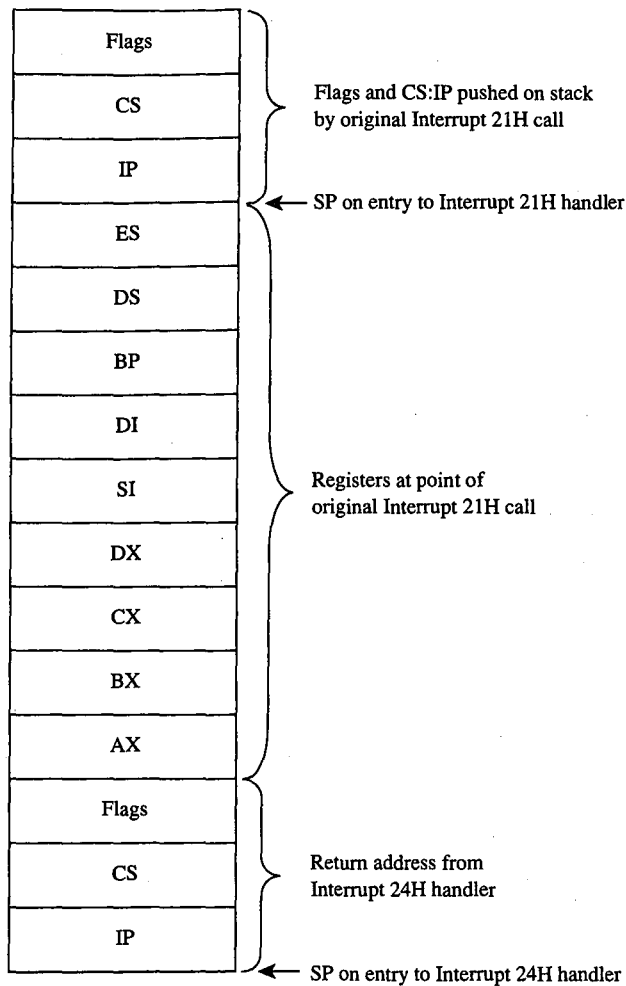 Flags
CS
IP
Flags and CS:IP pushed on stack
by original Interrupt 21H call
SP on entry to Interrupt 21H handler
ES
DS
BP
DI
SI
DX
CX
BX
AX
Registers at point of
original Interrupt 21H call
Flags
CS
IP
Return address from
Interrupt 24H handler
SP on entry to Interrupt 24H handler